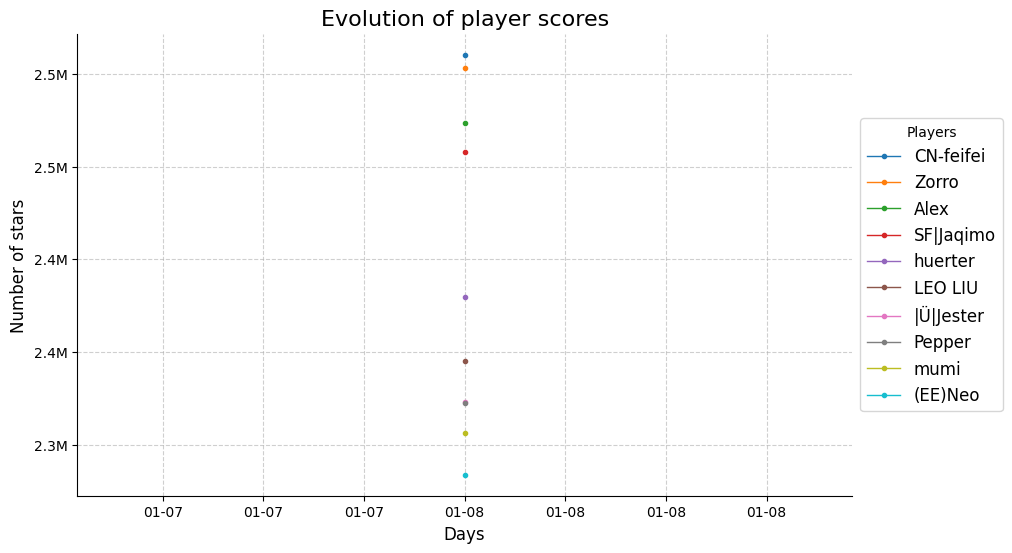 Evolution of player scores
Number of stars
2.5M
2.5M
2.4M
2.4M
2.3M
01-07
01-07
01-07
01-08
01-08
01-08
01-08
Days
Players
CN-feifei
Zorro
Alex
SF|Jaqimo
huerter
LEO LIU
|Ü|Jester
Pepper
mumi
(EE)Neo